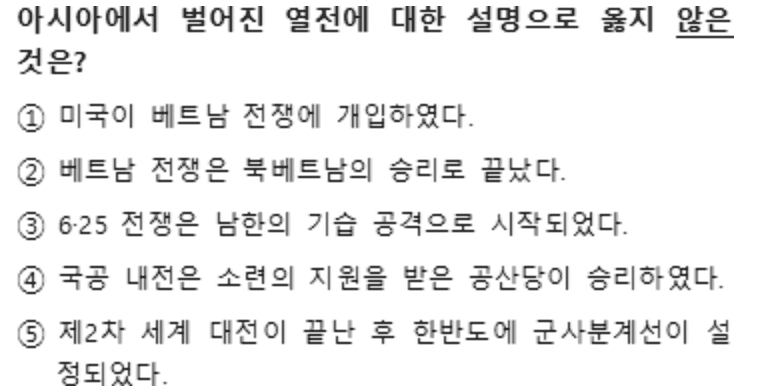 아시아에서 벌어진 열전에 대한 설명으로 옳지 않은
것은?
① 미국이 베트남 전쟁에 개입하였다.
② 베트남 전쟁은 북베트남의 승리로 끝났다.
③ 6·25 전쟁은 남한의 기습 공격으로 시작되었다.
④ 국공 내전은 소련의 지원을 받은 공산당이 승리하였다.
⑤ 제2차 세계 대전이 끝난 후 한반도에 군사분계선이 설
정되었다.